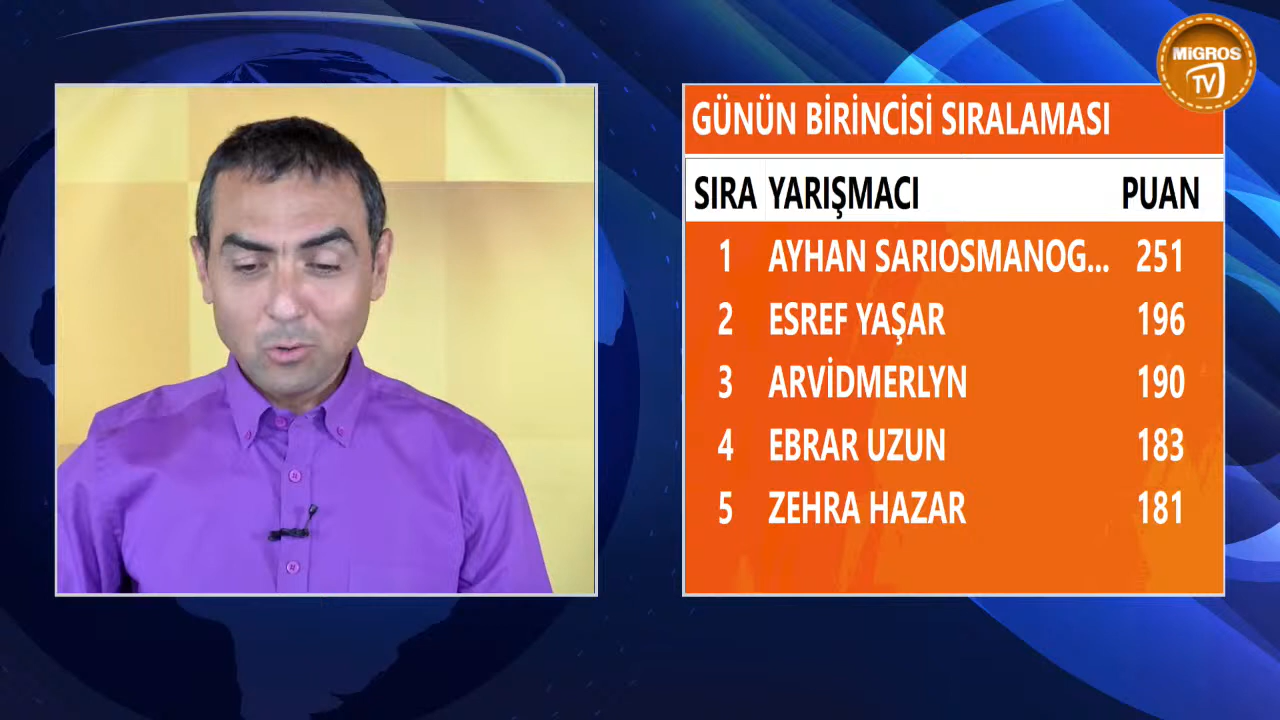 MiGROS
TV
GÜNÜN BİRİNCİSİ SIRALAMASI
SIRA YARIŞMACI PUAN
1 AYHAN SARIOSMANOG... 251
2 ESREF YAŞAR 196
3 ARVİDMERLYN 190
4 EBRAR UZUN 183
5 ZEHRA HAZAR 181